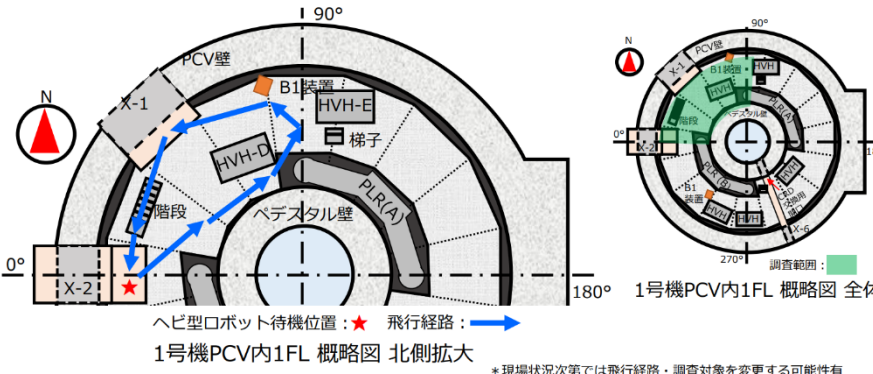 90°
PCV壁
B1装置
X-1
HVH-E
N
梯子
HVH-D
PLR(A)
階段
ペデスタル壁
0°
X-2
180°
ヘビ型ロボット待機位置：★ 飛行経路：
1号機PCV内1FL 概略図 北側拡大
90°
N
PCV壁
X-1
B1装置
HVH
HVH
PLR(A)
階段
ペデスタル壁
0°
X-2
18
PLR(B)
HVH
B1
装置
CRD
交換用
HVH
HVH
X-6
270°
調査範囲：
1号機PCV内1FL 概略図 全体
＊現場状況次第では飛行経路・調査対象を変更する可能性有